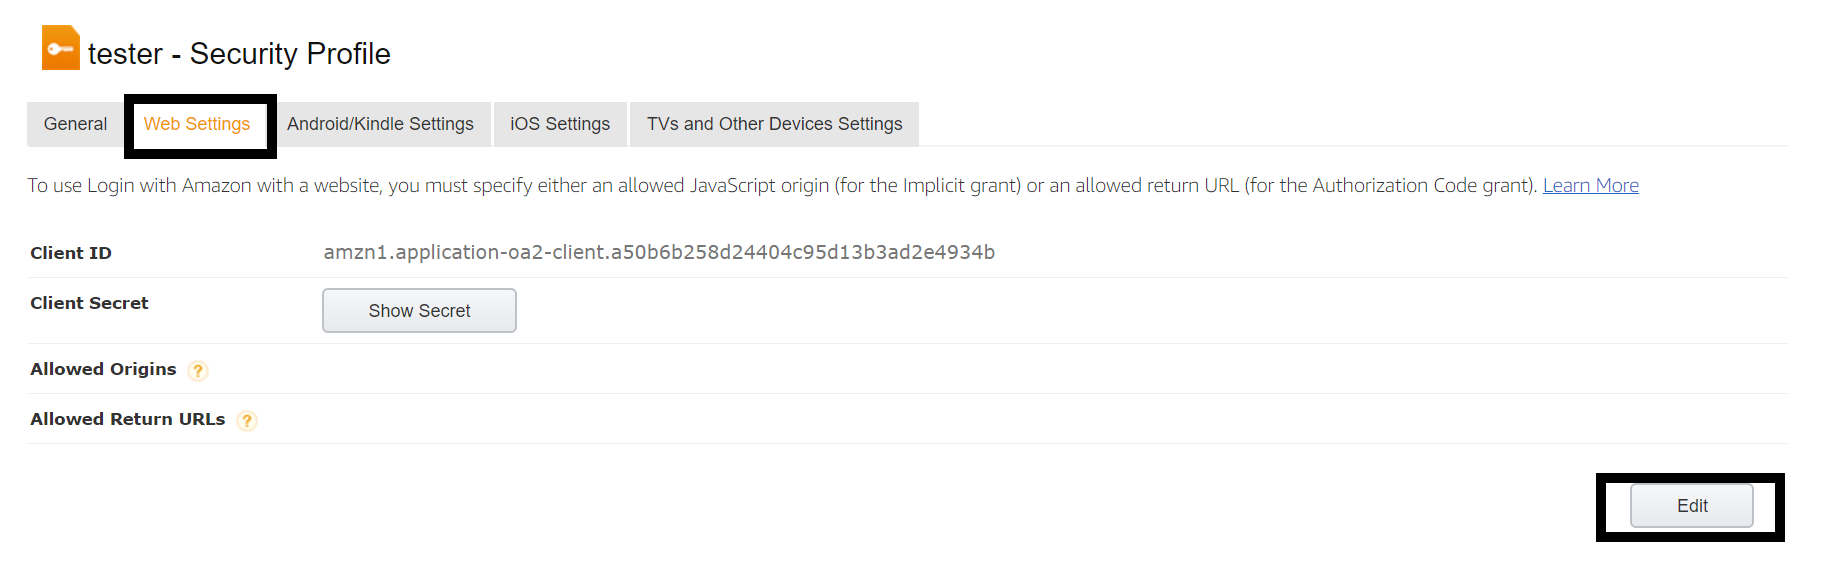 tester - Security Profile
General Web Settings Android/Kindle Settings iOS Settings TVs and Other Devices Settings
To use Login with Amazon with a website, you must specify either an allowed JavaScript origin (for the Implicit grant) or an allowed return URL (for the Authorization Code grant). Learn More
Client ID amzn1.application-oa2-client.a50b6b258d24404c95d13b3ad2e4934b
Client Secret Show Secret
Allowed Origins ?
Allowed Return URLs ?
Edit